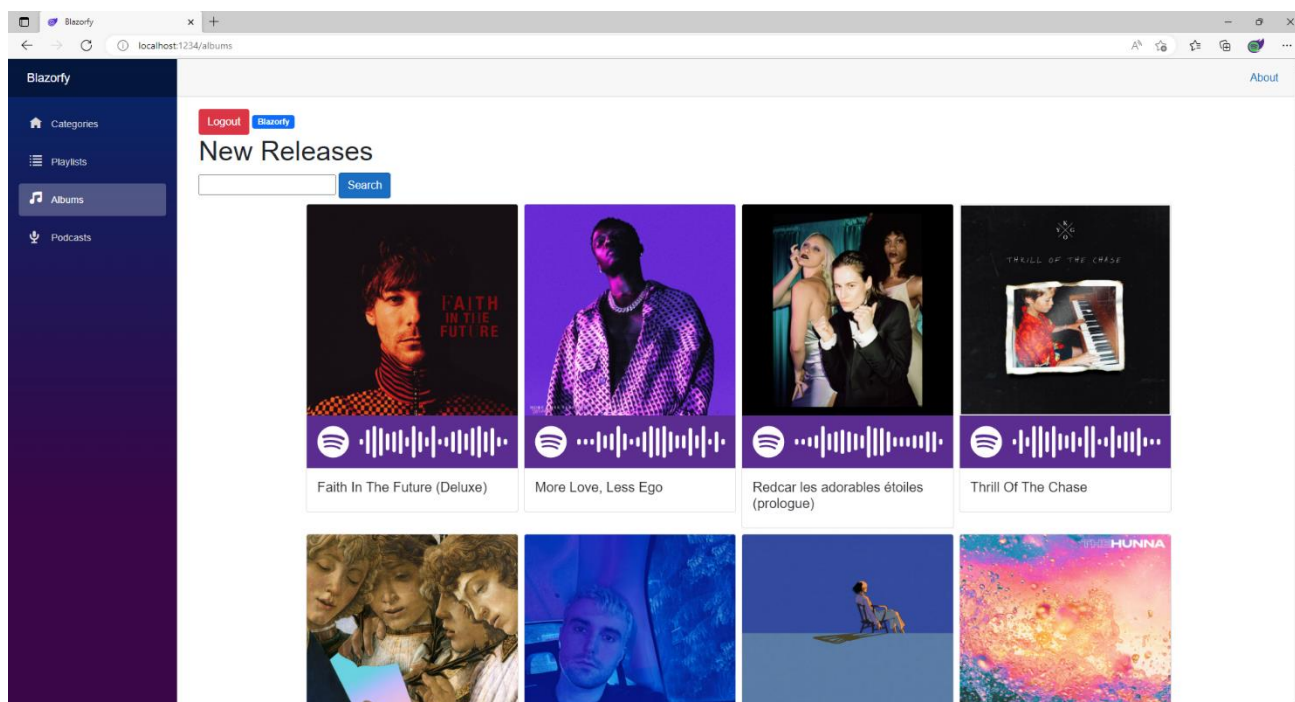 Blazorfy
localhost:1234/albums
Blazorfy
About
Categories
Playlists
Albums
Podcasts
Logout Blazorfy
New Releases
Search
FAITH
IN THE
FUTURE
KYGO
THRILL OF THE CHASE
Faith In The Future (Deluxe)
More Love, Less Ego
Redcar les adorables étoiles
(prologue)
Thrill Of The Chase
THE HUNNA